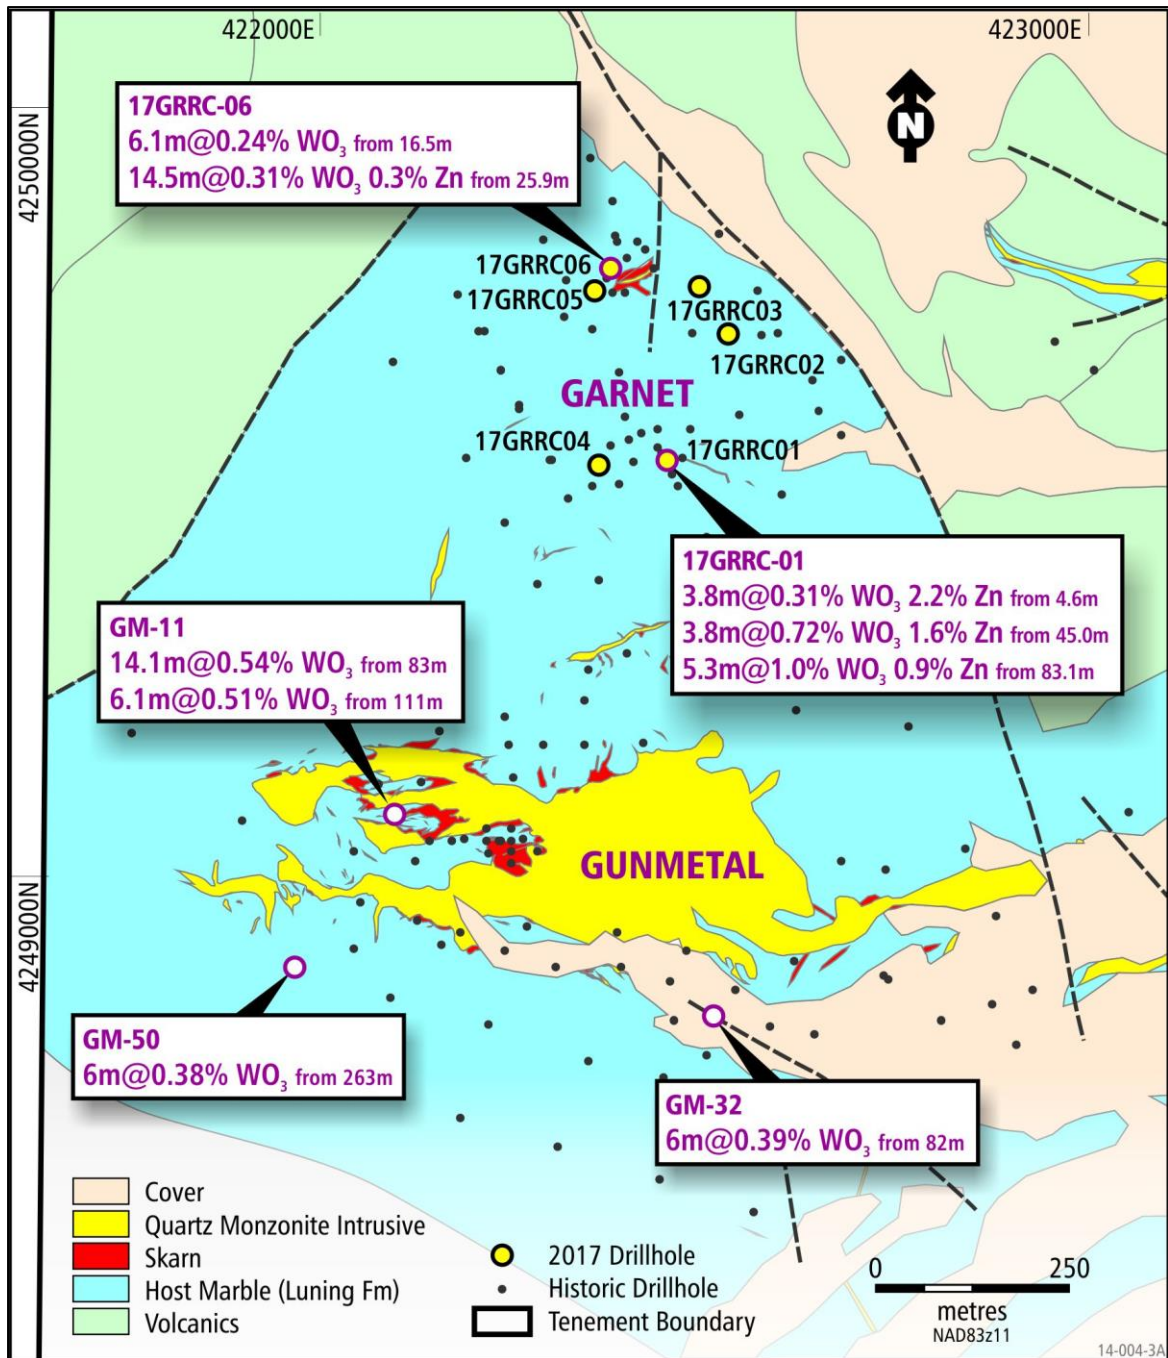 422000E
423000E
4250000N
4249000N
N
17GRRC-06
6.1m@0.24% WO₃ from 16.5m
14.5m@0.31% WO₃ 0.3% Zn from 25.9m
17GRRC06
17GRRC05
17GRRC03
17GRRC02
GARNET
17GRRC04
17GRRC01
17GRRC-01
3.8m@0.31% WO₃ 2.2% Zn from 4.6m
3.8m@0.72% WO₃ 1.6% Zn from 45.0m
5.3m@1.0% WO₃ 0.9% Zn from 83.1m
GM-11
14.1m@0.54% WO₃ from 83m
6.1m@0.51% WO₃ from 111m
GUNMETAL
GM-50
6m@0.38% WO₃ from 263m
GM-32
6m@0.39% WO₃ from 82m
Cover
Quartz Monzonite Intrusive
Skarn
Host Marble (Luning Fm)
Volcanics
2017 Drillhole
Historic Drillhole
Tenement Boundary
0 250
metres
NAD83z11
14-004-3A